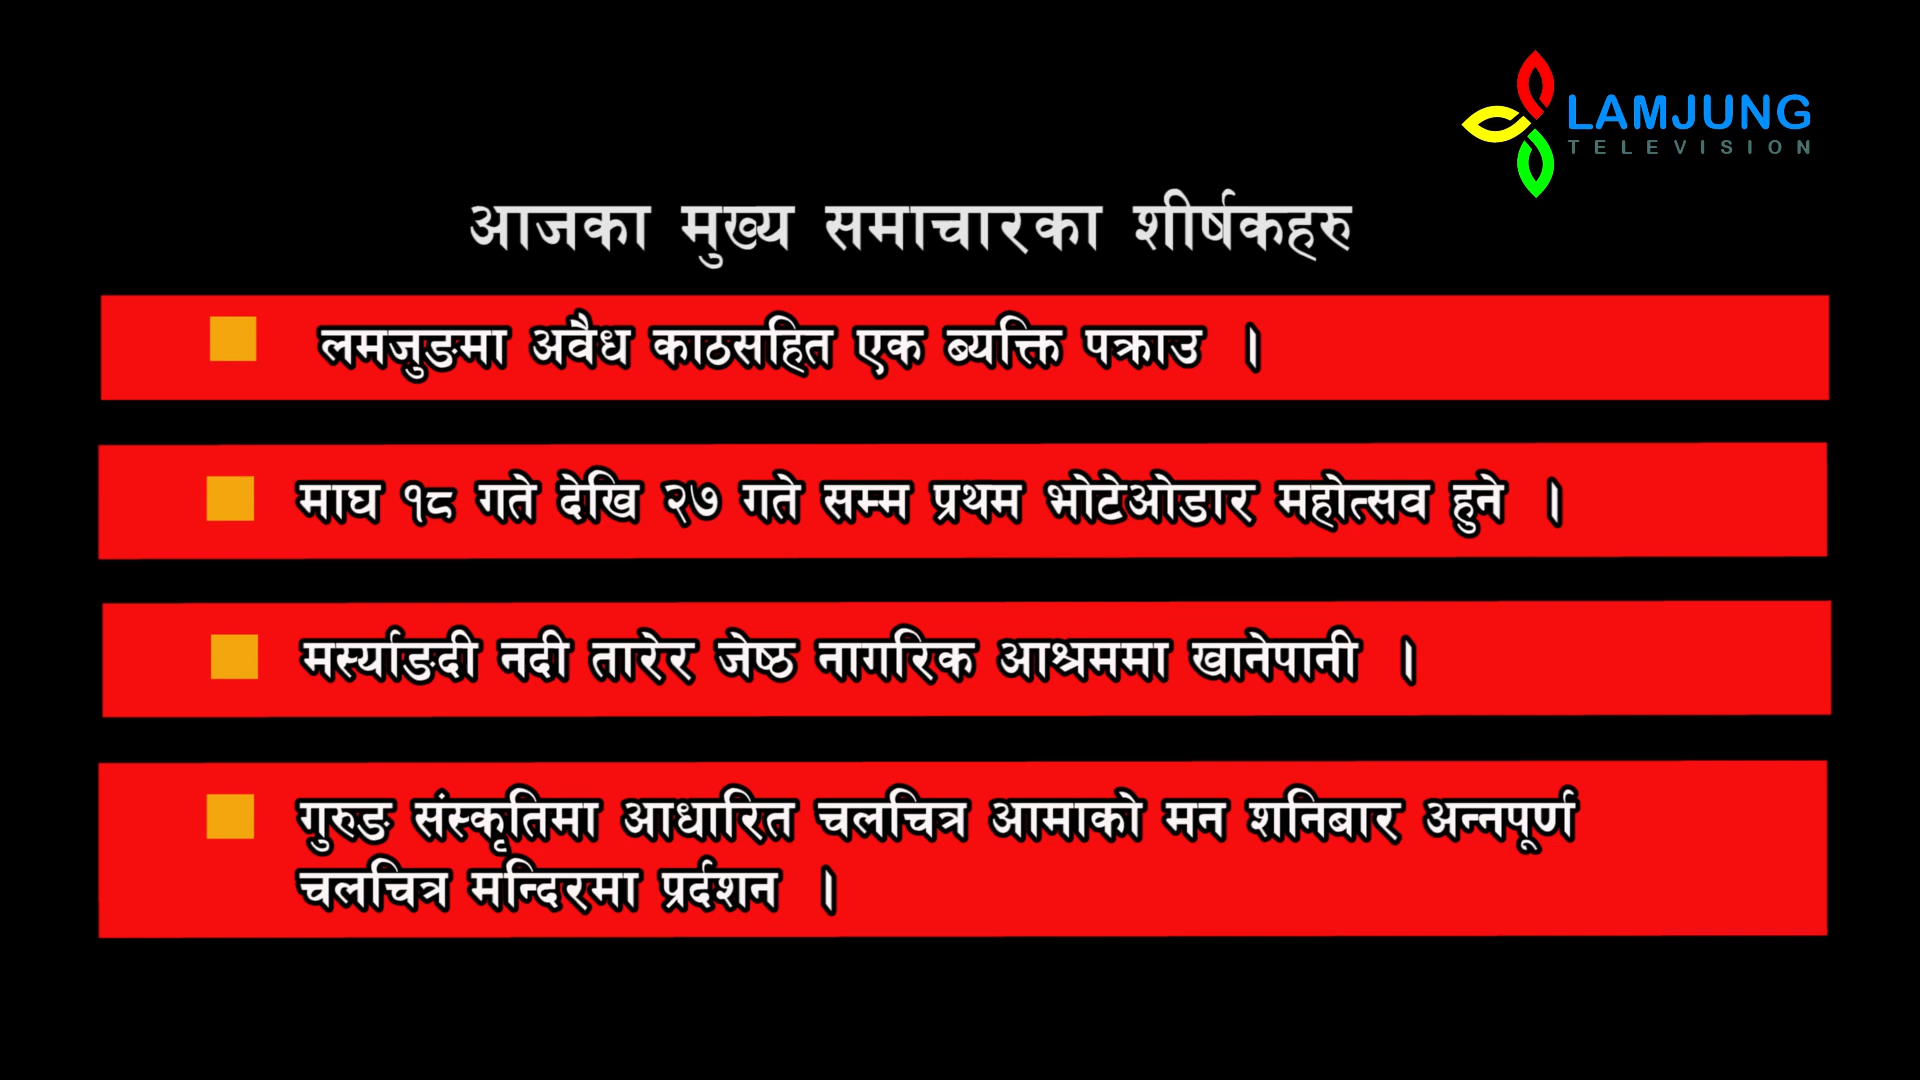 LAMJUNG
TELEVISION
आजका मुख्य समाचारका शीर्षकहरु
लमजुङमा अवैध काठसहित एक ब्यक्ति पक्राउ ।
माघ १८ गते देखि २७ गते सम्म प्रथम भोटेओडार महोत्सव हुने ।
मर्स्याङदी नदी तारेर जेष्ठ नागरिक आश्रममा खानेपानी ।
गुरुङ संस्कृतिमा आधारित चलचित्र आमाको मन शनिबार अन्नपूर्ण
चलचित्र मन्दिरमा प्रर्दशन ।